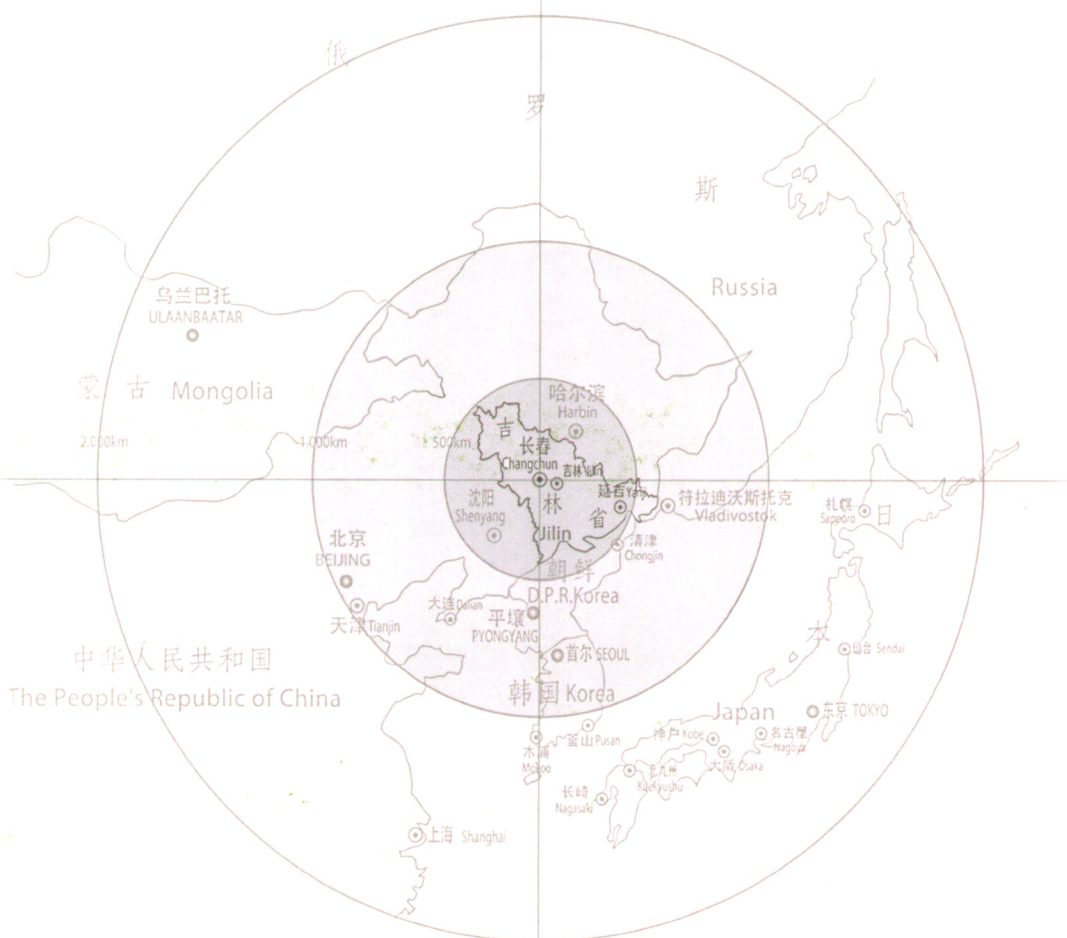 俄
罗
斯
Russia
乌兰巴托
ULAANBAATAR
蒙 古 Mongolia
2,000km
1,000km
500km
哈尔滨
Harbin
吉
长春
Changchun
吉林 Jilin
延吉 Yanji
林
省
Jilin
沈阳
Shenyang
符拉迪沃斯托克
Vladivostok
清津
Chongjin
札幌
Sapporo
日
北京
BEIJING
天津 Tianjin
大连 Dalian
朝鲜
D.P.R.Korea
平壤
PYONGYANG
首尔 SEOUL
韩国 Korea
本
仙台 Sendai
中华人民共和国
The People's Republic of China
Japan
东京 TOKYO
木浦
釜山 Pusan
神户 Kobe
名古屋
Nagoya
大阪 Osaka
北九州
长崎
Nagasaki
上海 Shanghai